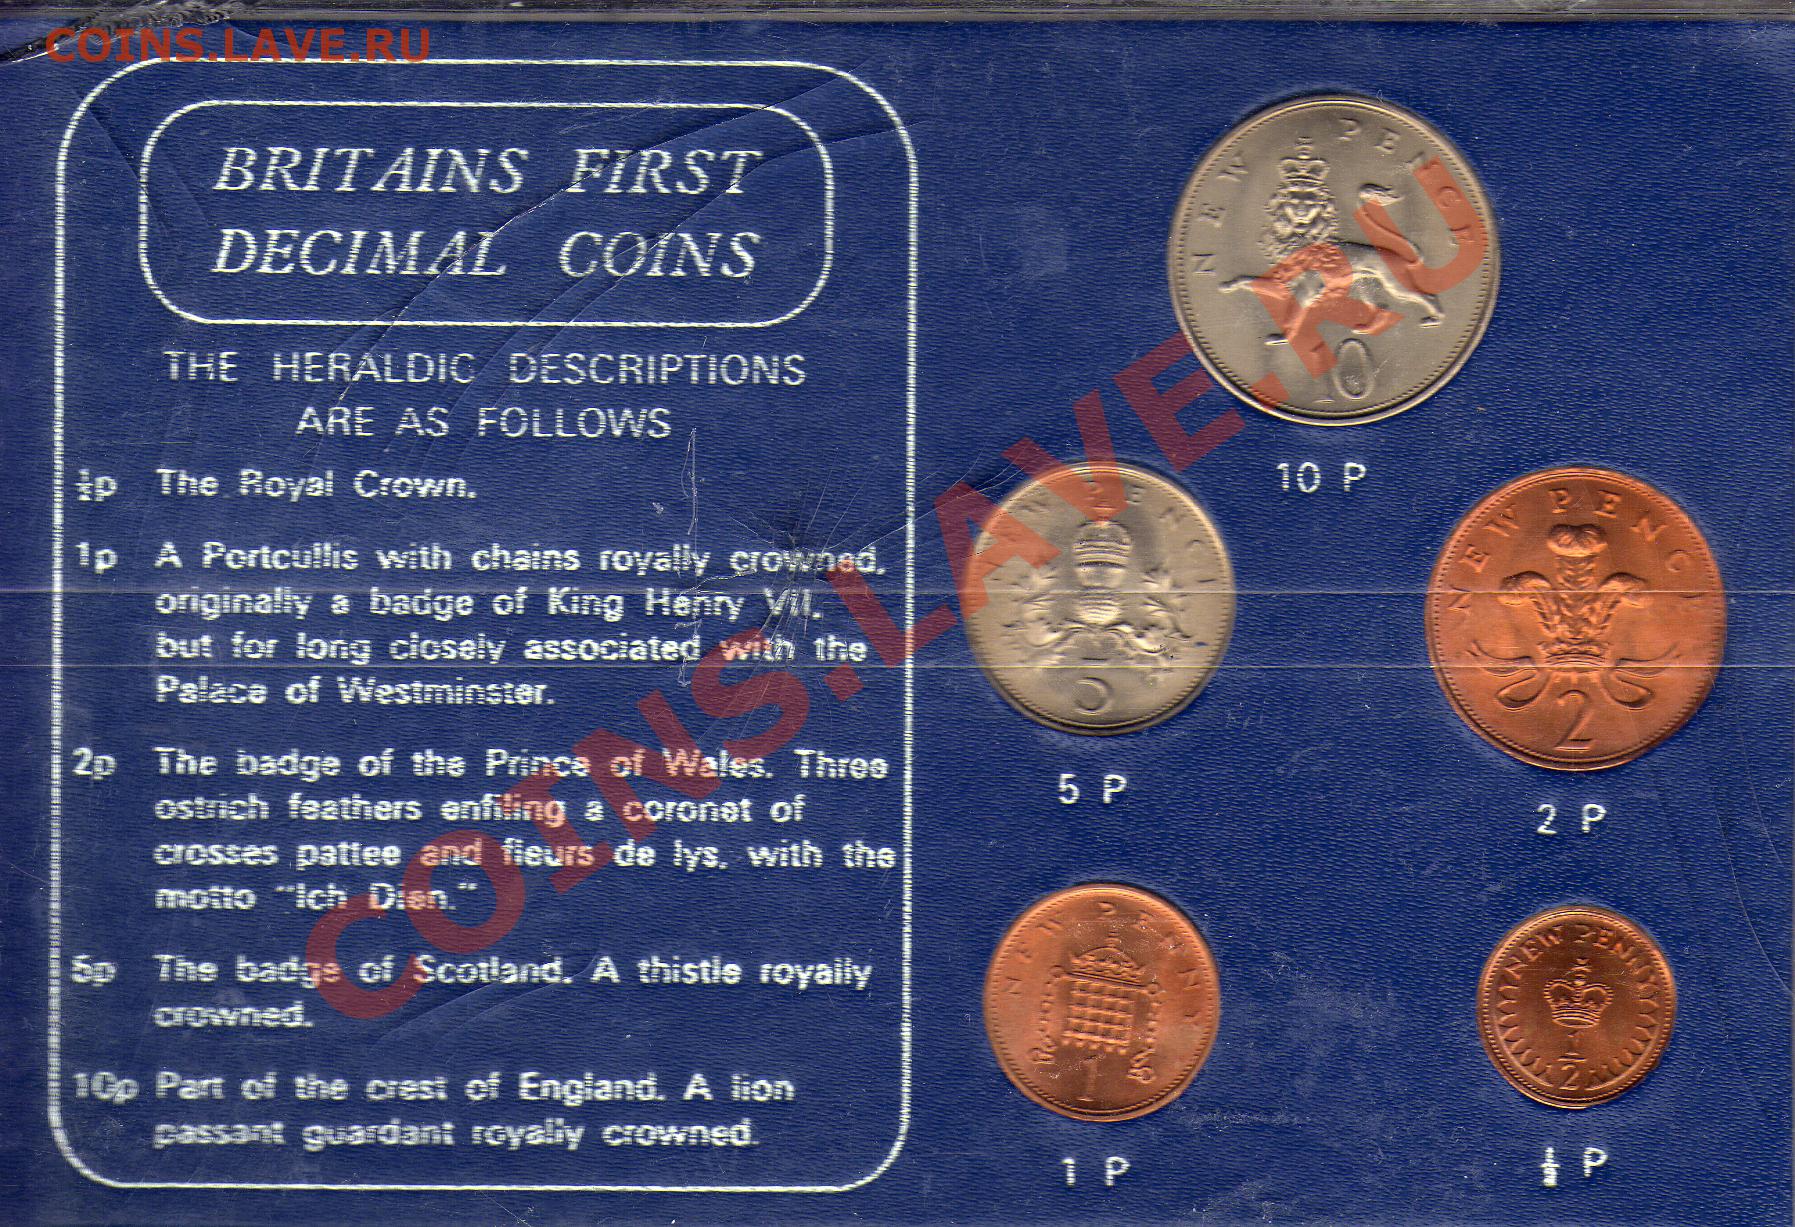 COINS.LAVE.RU
BRITAINS FIRST
DECIMAL COINS
THE HERALDIC DESCRIPTIONS
ARE AS FOLLOWS
½p The Royal Crown.
1p A Portcullis with chains royally crowned,
originally a badge of King Henry VII,
but for long closely associated with the
Palace of Westminster.
2p The badge of the Prince of Wales. Three
ostrich feathers enfiling a coronet of
crosses pattee and fleurs de lys, with the
motto "Ich Dien."
5p The badge of Scotland. A thistle royally
crowned.
10p Part of the crest of England. A lion
passant guardant royally crowned.
NEW PENCE
10
10 P
NEW PENCE
5
5 P
NEW PENCE
2
2 P
NEW PENNY
1
1 P
NEW PENNY
½
½ P
COINS.LAVE.RU